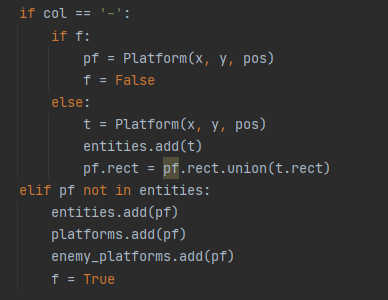 if col == '-':
if f:
pf = Platform(x, y, pos)
f = False
else:
t = Platform(x, y, pos)
entities.add(t)
pf.rect = pf.rect.union(t.rect)
elif pf not in entities:
entities.add(pf)
platforms.add(pf)
enemy_platforms.add(pf)
f = True